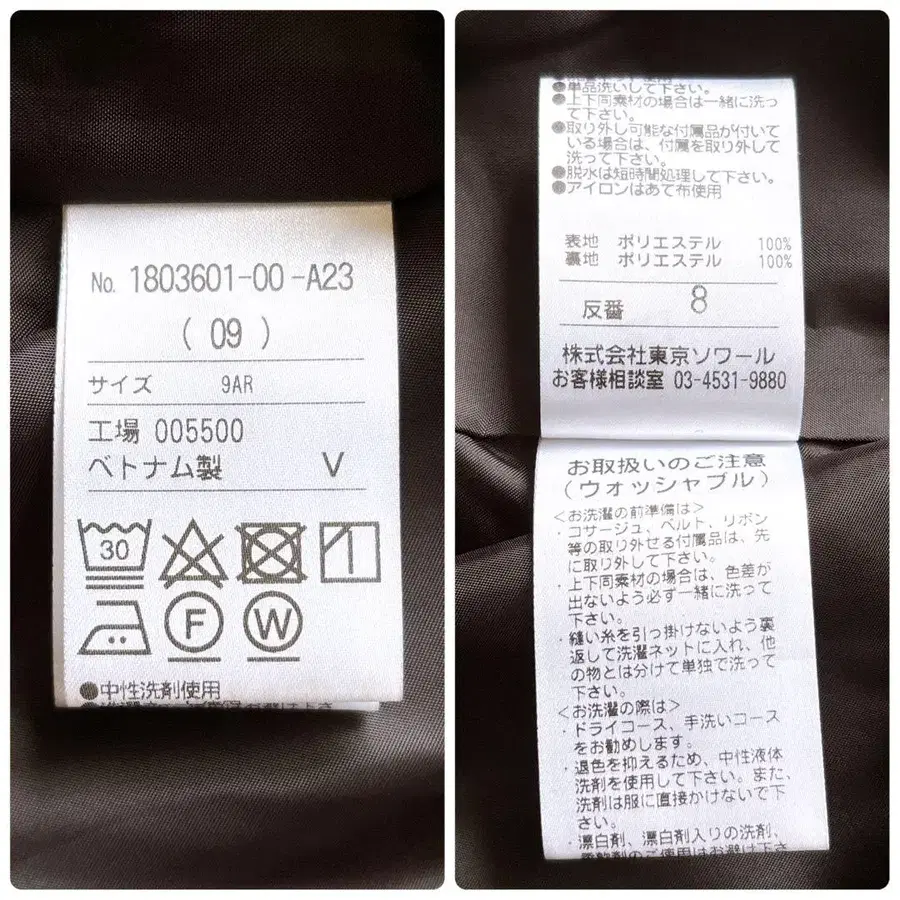 No. 1803601-00-A23
( 09 )
サイズ 9AR
工場 005500
ベトナム製 V
30
F
W
●中性洗剤使用
●単品洗いして下さい。
●上下同素材の場合は一緒に洗っ
て下さい。
●取り外し可能な付属品が付いて
いる場合は、付属を取り外して
洗って下さい。
●脱水は短時間処理して下さい。
●アイロンはあて布使用
表地 ポリエステル 100%
裏地 ポリエステル 100%
反番 8
株式会社東京ソワール
お客様相談室 03-4531-9880
お取扱いのご注意
(ウォッシャブル)
<お洗濯の前準備は>
・コサージュ、ベルト、リボン
等の取り外せる付属品は、先
に取り外して下さい。
・上下同素材の場合は、色差が
出ないよう必ず一緒に洗って
下さい。
・縫い糸を引っ掛けないよう裏
返して洗濯ネットに入れ、他
の物とは分けて単独で洗って
下さい。
<お洗濯の際は>
・ドライコース、手洗いコース
をお勧めします。
・退色を抑えるため、中性液体
洗剤を使用して下さい。また、
洗剤は服に直接かけないで下
さい。
・漂白剤、漂白剤入りの洗剤、
柔軟剤のご使用はお避け下さ